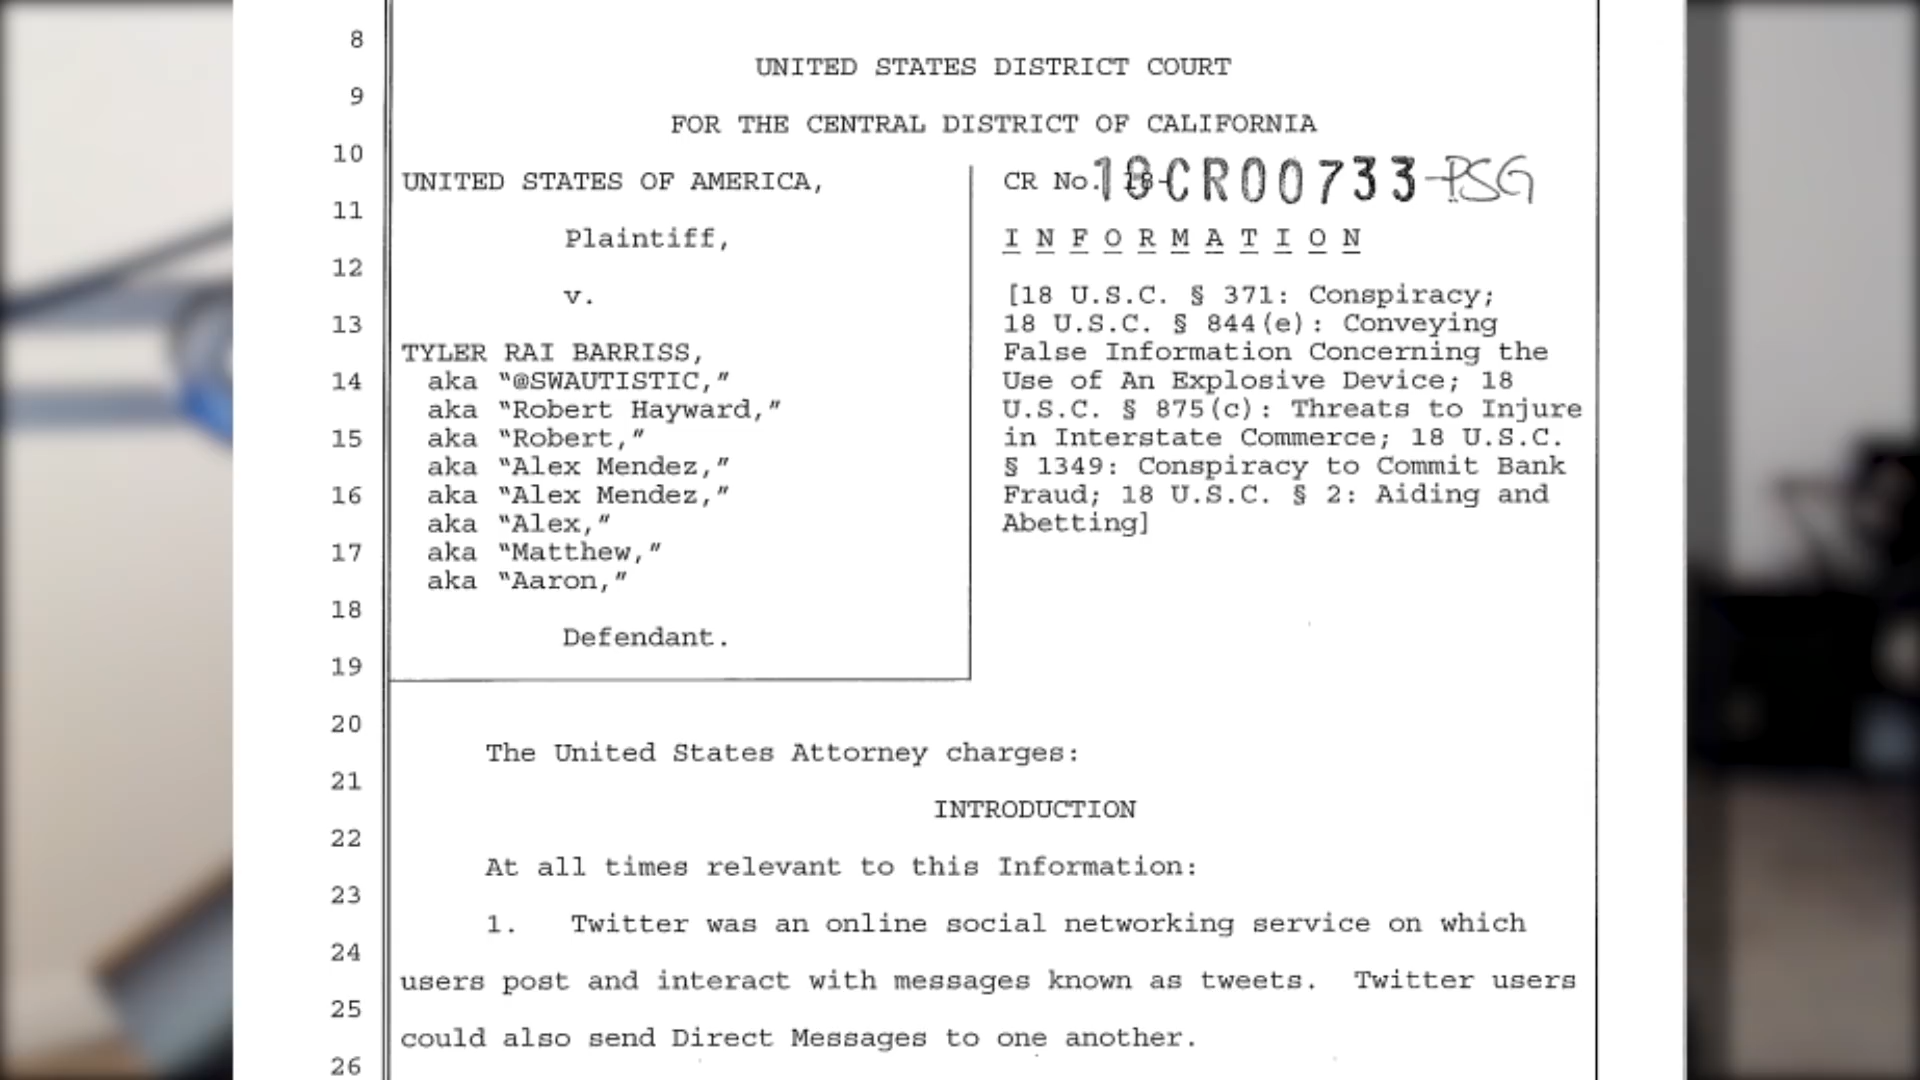 8
UNITED STATES DISTRICT COURT
9
FOR THE CENTRAL DISTRICT OF CALIFORNIA
10
UNITED STATES OF AMERICA,
CR No. 18CR00733-PSG
11
Plaintiff,
I N F O R M A T I O N
12
v.
[18 U.S.C. § 371: Conspiracy;
13
18 U.S.C. § 844(e): Conveying
TYLER RAI BARRISS,
False Information Concerning the
14
aka “@SWAUTISTIC,”
Use of An Explosive Device; 18
aka “Robert Hayward,”
U.S.C. § 875(c): Threats to Injure
15
aka “Robert,”
in Interstate Commerce; 18 U.S.C.
aka “Alex Mendez,”
§ 1349: Conspiracy to Commit Bank
16
aka “Alex Mendez,”
Fraud; 18 U.S.C. § 2: Aiding and
aka “Alex,”
Abetting]
17
aka “Matthew,”
aka “Aaron,”
18
Defendant.
19
20
The United States Attorney charges:
21
INTRODUCTION
22
At all times relevant to this Information:
23
1. Twitter was an online social networking service on which
24
users post and interact with messages known as tweets. Twitter users
25
could also send Direct Messages to one another.
26